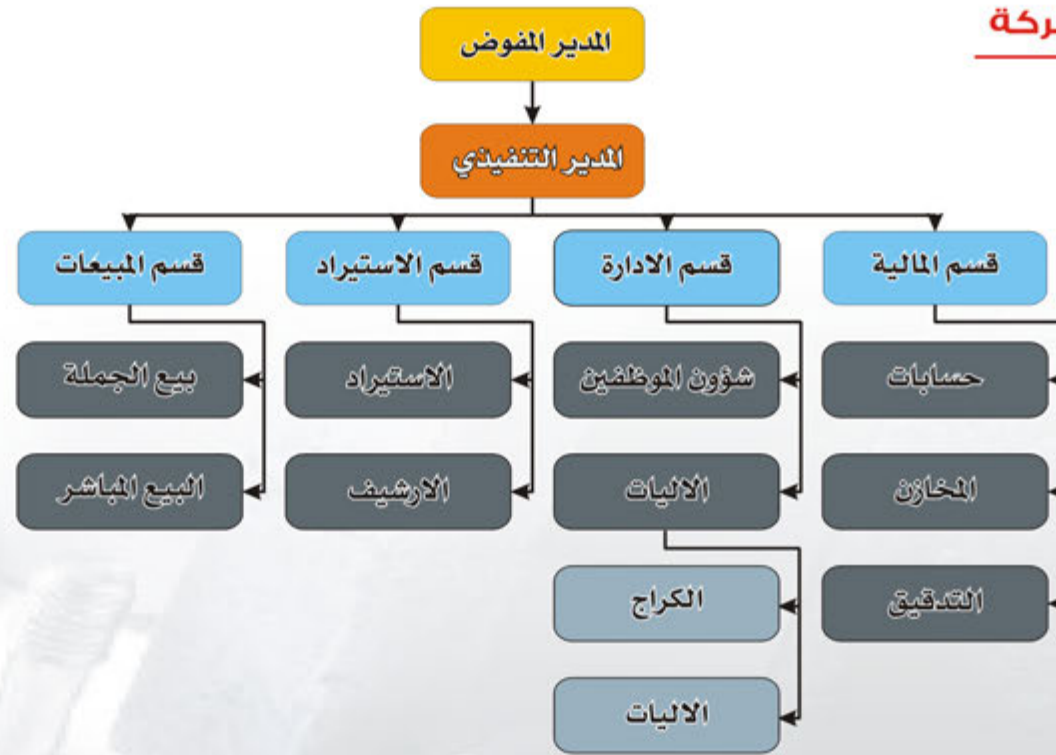 المدير المفوض
المدير التنفيذي
قسم المالية
قسم الادارة
قسم الاستيراد
قسم المبيعات
حسابات
شؤون الموظفين
الاستيراد
بيع الجملة
المخازن
الاليات
الارشيف
البيع المباشر
التدقيق
الكراج
الاليات